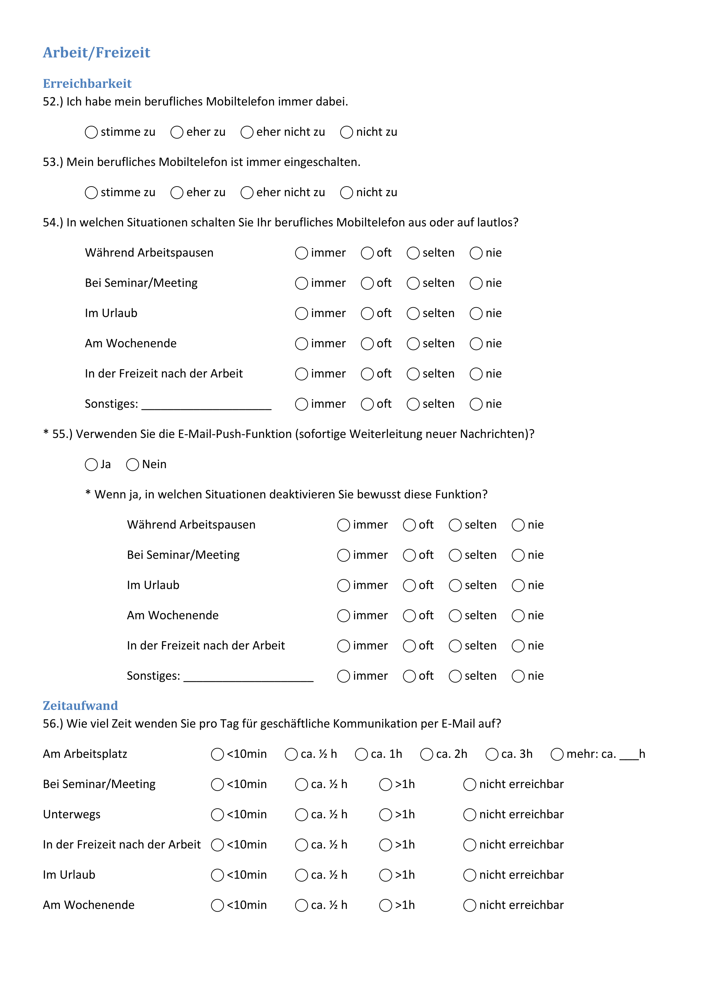 Arbeit/Freizeit
Erreichbarkeit
52.) Ich habe mein berufliches Mobiltelefon immer dabei.
◯ stimme zu ◯ eher zu ◯ eher nicht zu ◯ nicht zu
53.) Mein berufliches Mobiltelefon ist immer eingeschalten.
◯ stimme zu ◯ eher zu ◯ eher nicht zu ◯ nicht zu
54.) In welchen Situationen schalten Sie Ihr berufliches Mobiltelefon aus oder auf lautlos?
Während Arbeitspausen ◯ immer ◯ oft ◯ selten ◯ nie
Bei Seminar/Meeting ◯ immer ◯ oft ◯ selten ◯ nie
Im Urlaub ◯ immer ◯ oft ◯ selten ◯ nie
Am Wochenende ◯ immer ◯ oft ◯ selten ◯ nie
In der Freizeit nach der Arbeit ◯ immer ◯ oft ◯ selten ◯ nie
Sonstiges: ____________________ ◯ immer ◯ oft ◯ selten ◯ nie
* 55.) Verwenden Sie die E-Mail-Push-Funktion (sofortige Weiterleitung neuer Nachrichten)?
◯ Ja ◯ Nein
* Wenn ja, in welchen Situationen deaktivieren Sie bewusst diese Funktion?
Während Arbeitspausen ◯ immer ◯ oft ◯ selten ◯ nie
Bei Seminar/Meeting ◯ immer ◯ oft ◯ selten ◯ nie
Im Urlaub ◯ immer ◯ oft ◯ selten ◯ nie
Am Wochenende ◯ immer ◯ oft ◯ selten ◯ nie
In der Freizeit nach der Arbeit ◯ immer ◯ oft ◯ selten ◯ nie
Sonstiges: ____________________ ◯ immer ◯ oft ◯ selten ◯ nie
Zeitaufwand
56.) Wie viel Zeit wenden Sie pro Tag für geschäftliche Kommunikation per E-Mail auf?
Am Arbeitsplatz ◯ <10min ◯ ca. ½ h ◯ ca. 1h ◯ ca. 2h ◯ ca. 3h ◯ mehr: ca. ___h
Bei Seminar/Meeting ◯ <10min ◯ ca. ½ h ◯ >1h ◯ nicht erreichbar
Unterwegs ◯ <10min ◯ ca. ½ h ◯ >1h ◯ nicht erreichbar
In der Freizeit nach der Arbeit ◯ <10min ◯ ca. ½ h ◯ >1h ◯ nicht erreichbar
Im Urlaub ◯ <10min ◯ ca. ½ h ◯ >1h ◯ nicht erreichbar
Am Wochenende ◯ <10min ◯ ca. ½ h ◯ >1h ◯ nicht erreichbar